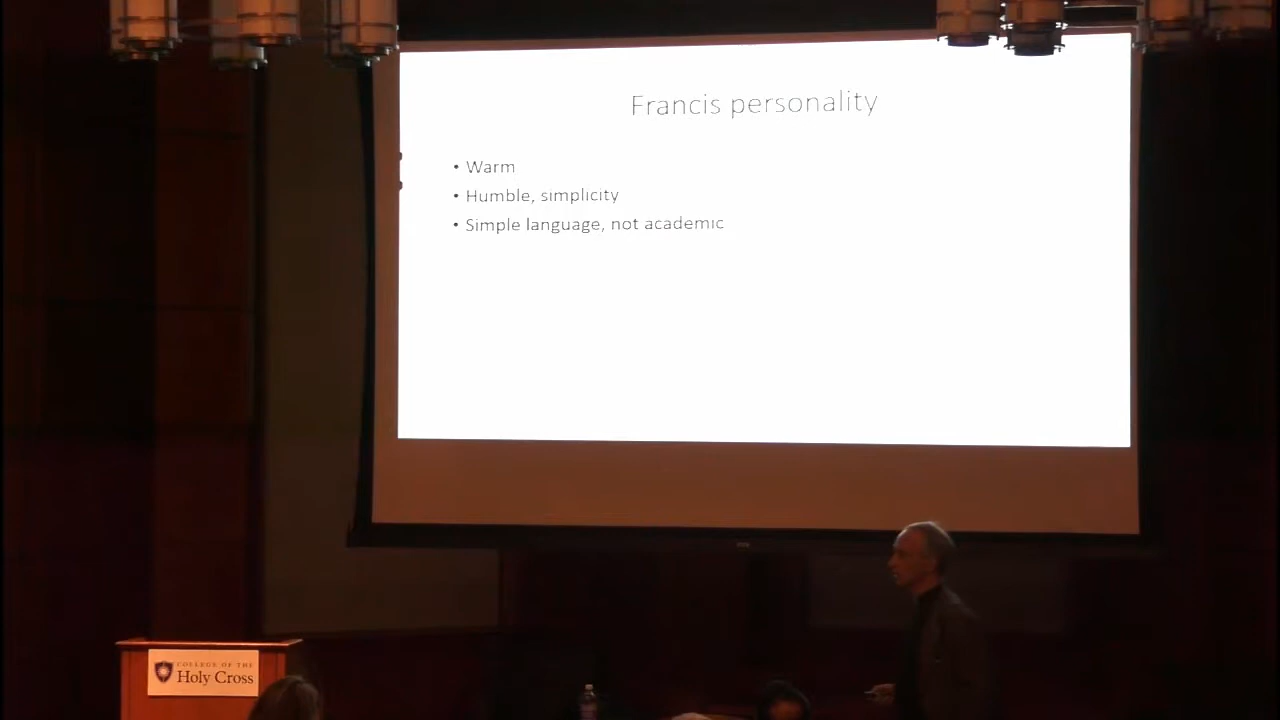 Francis personality
• Warm
• Humble, simplicity
• Simple language, not academic
COLLEGE OF THE
Holy Cross